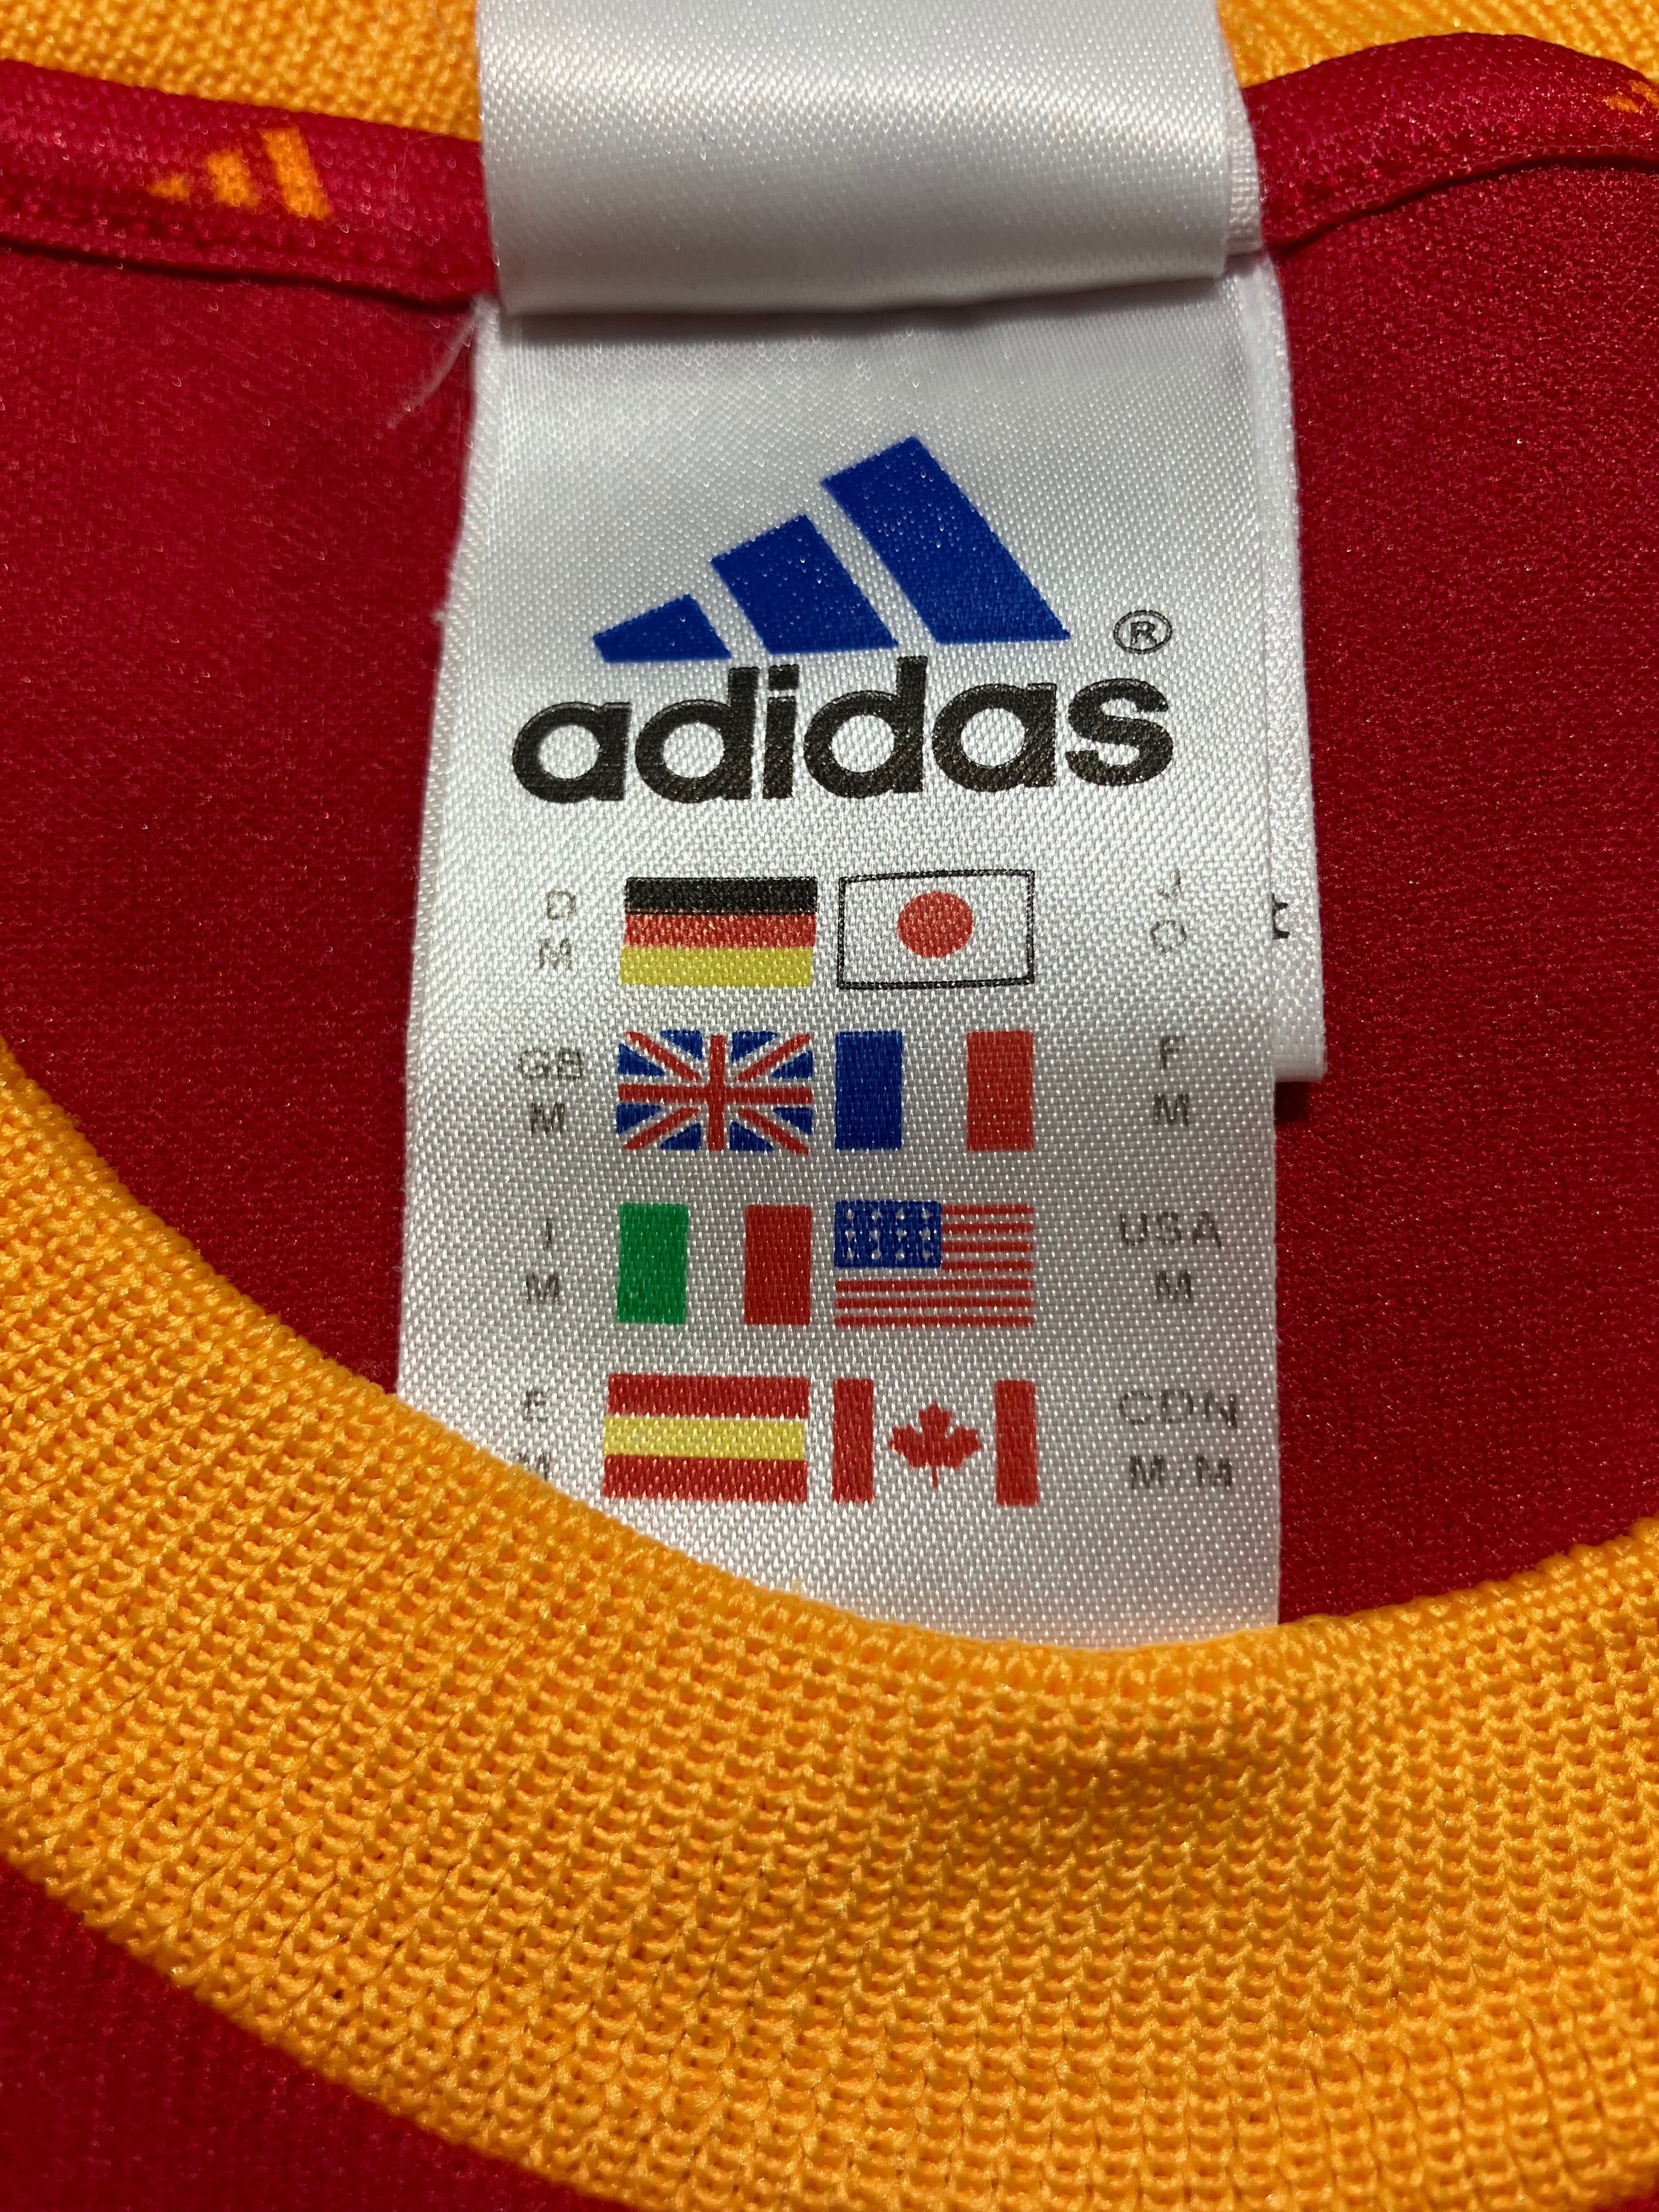 ®
adidas
D J
M O
GB F
M M
I USA
M M
E CDN
M M/M